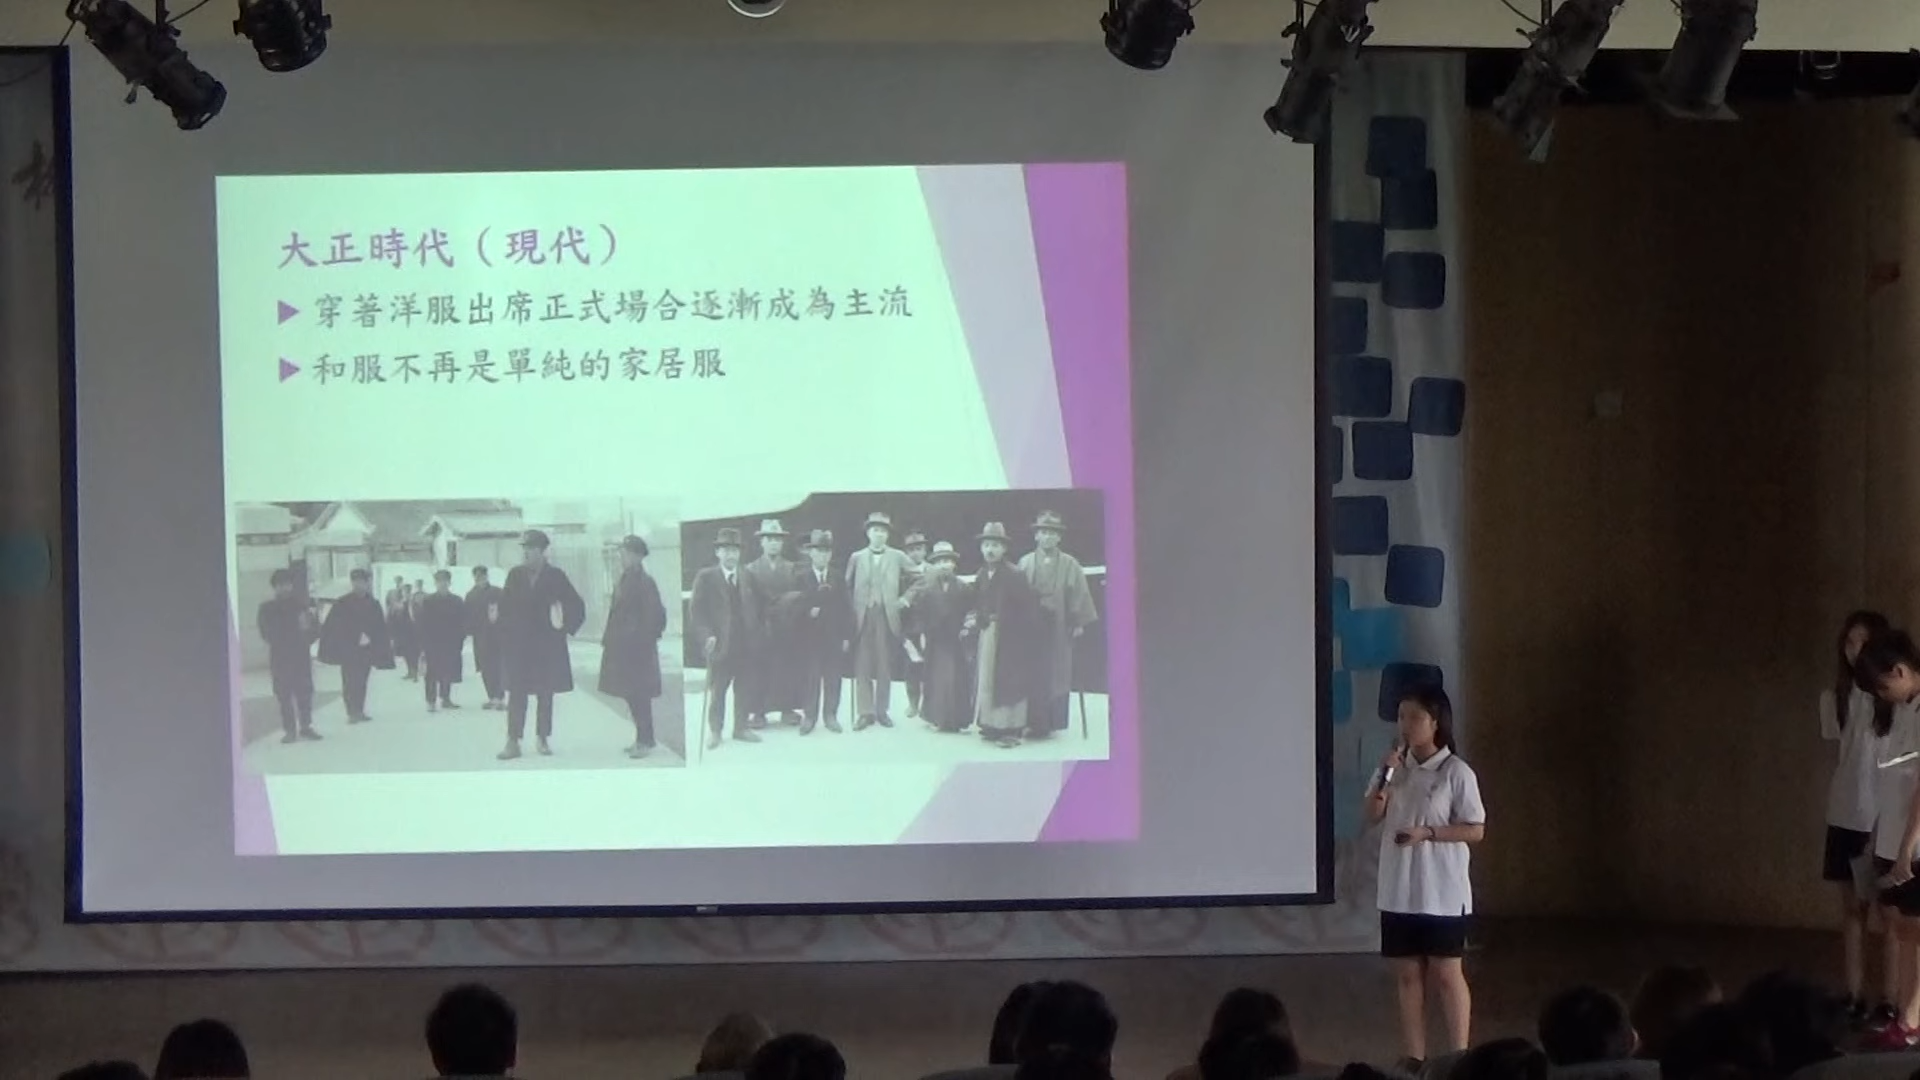 大正時代（現代）
穿著洋服出席正式場合逐漸成為主流
和服不再是單純的家居服